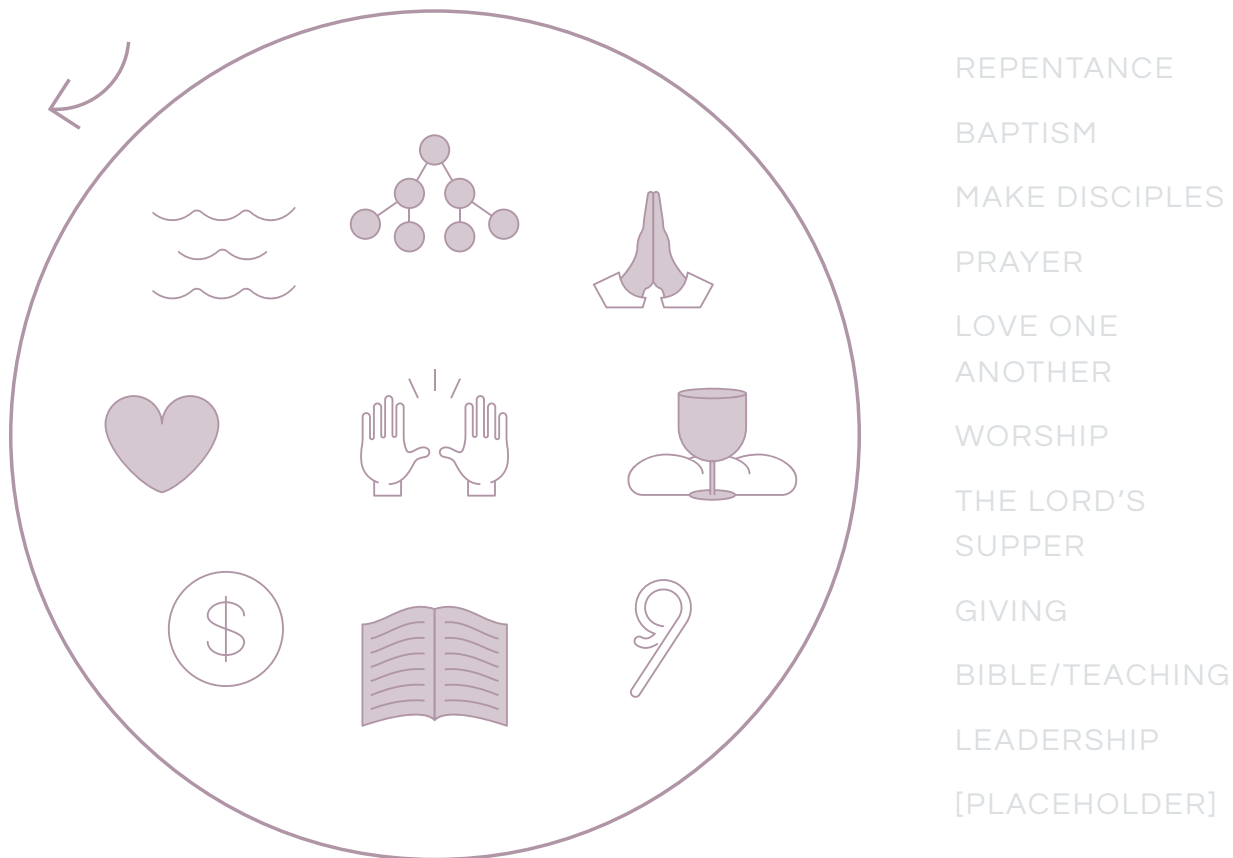 REPENTANCE
BAPTISM
MAKE DISCIPLES
PRAYER
LOVE ONE
ANOTHER
WORSHIP
THE LORD’S
SUPPER
GIVING
BIBLE/TEACHING
LEADERSHIP
[PLACEHOLDER]
$